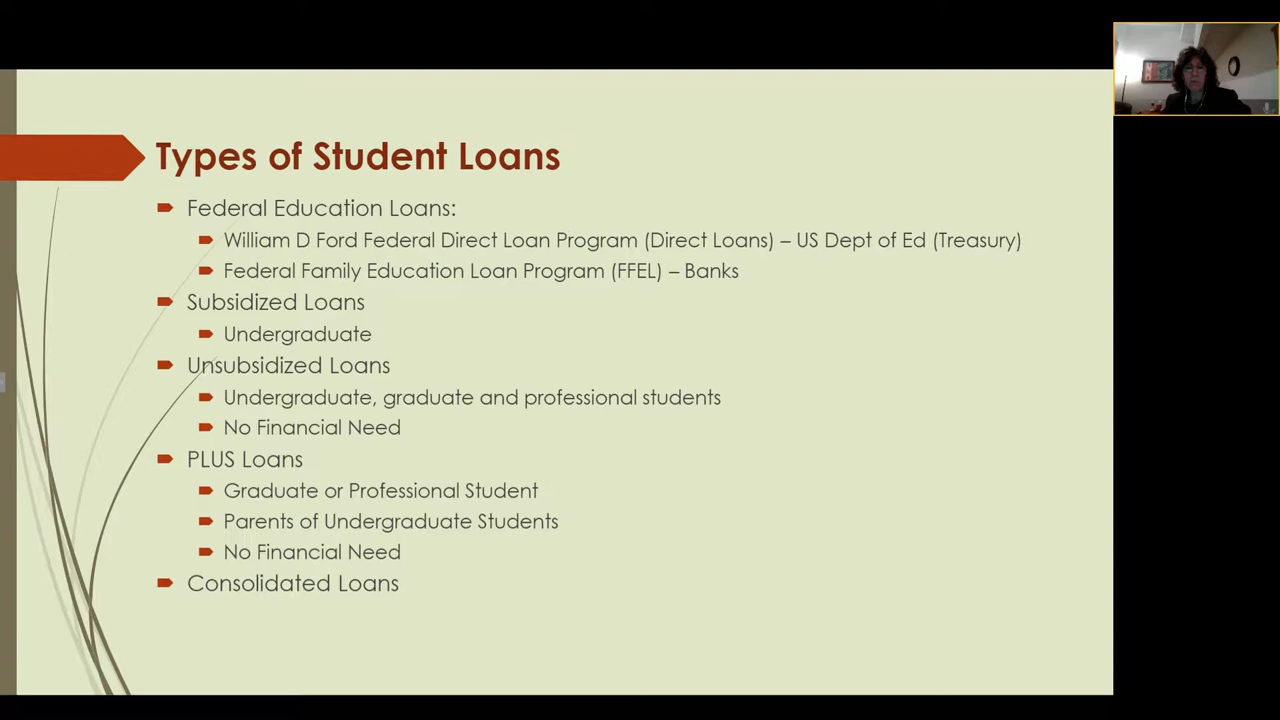 Types of Student Loans
Federal Education Loans:
William D Ford Federal Direct Loan Program (Direct Loans) – US Dept of Ed (Treasury)
Federal Family Education Loan Program (FFEL) – Banks
Subsidized Loans
Undergraduate
Unsubsidized Loans
Undergraduate, graduate and professional students
No Financial Need
PLUS Loans
Graduate or Professional Student
Parents of Undergraduate Students
No Financial Need
Consolidated Loans